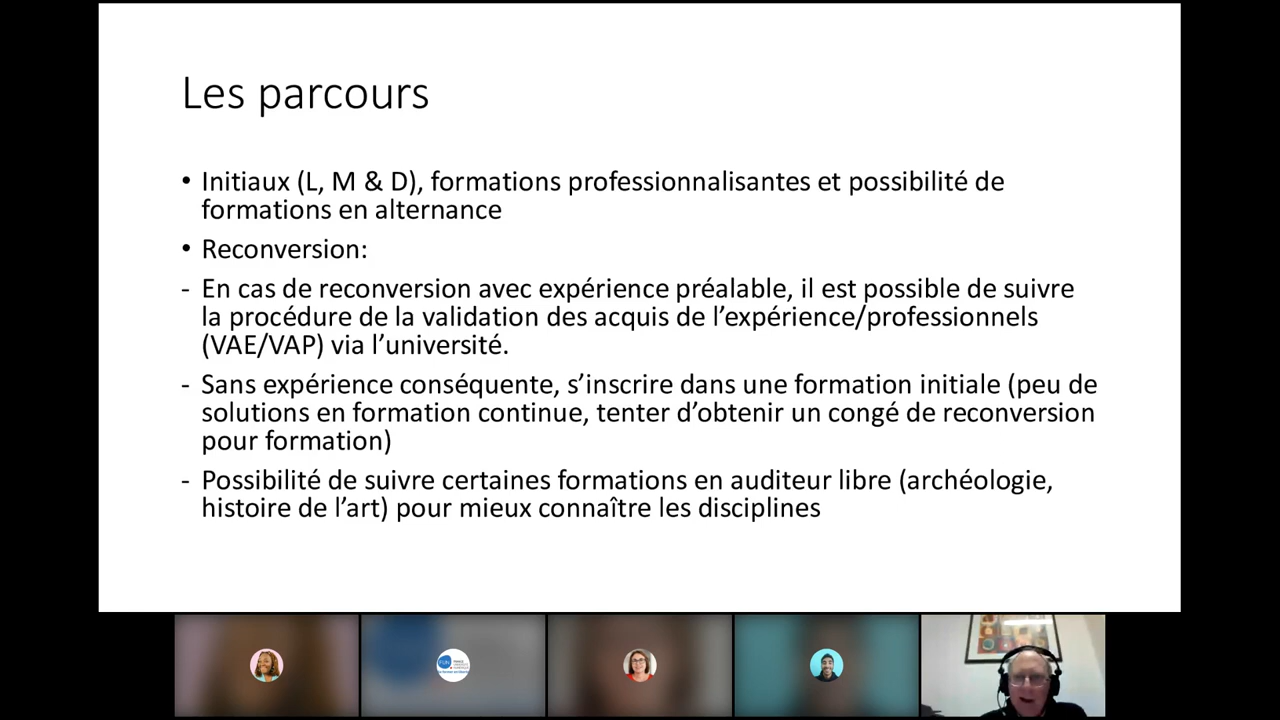 Les parcours
• Initiaux (L, M & D), formations professionnalisantes et possibilité de
formations en alternance
• Reconversion:
- En cas de reconversion avec expérience préalable, il est possible de suivre
la procédure de la validation des acquis de l’expérience/professionnels
(VAE/VAP) via l’université.
- Sans expérience conséquente, s’inscrire dans une formation initiale (peu de
solutions en formation continue, tenter d’obtenir un congé de reconversion
pour formation)
- Possibilité de suivre certaines formations en auditeur libre (archéologie,
histoire de l’art) pour mieux connaître les disciplines
FUN